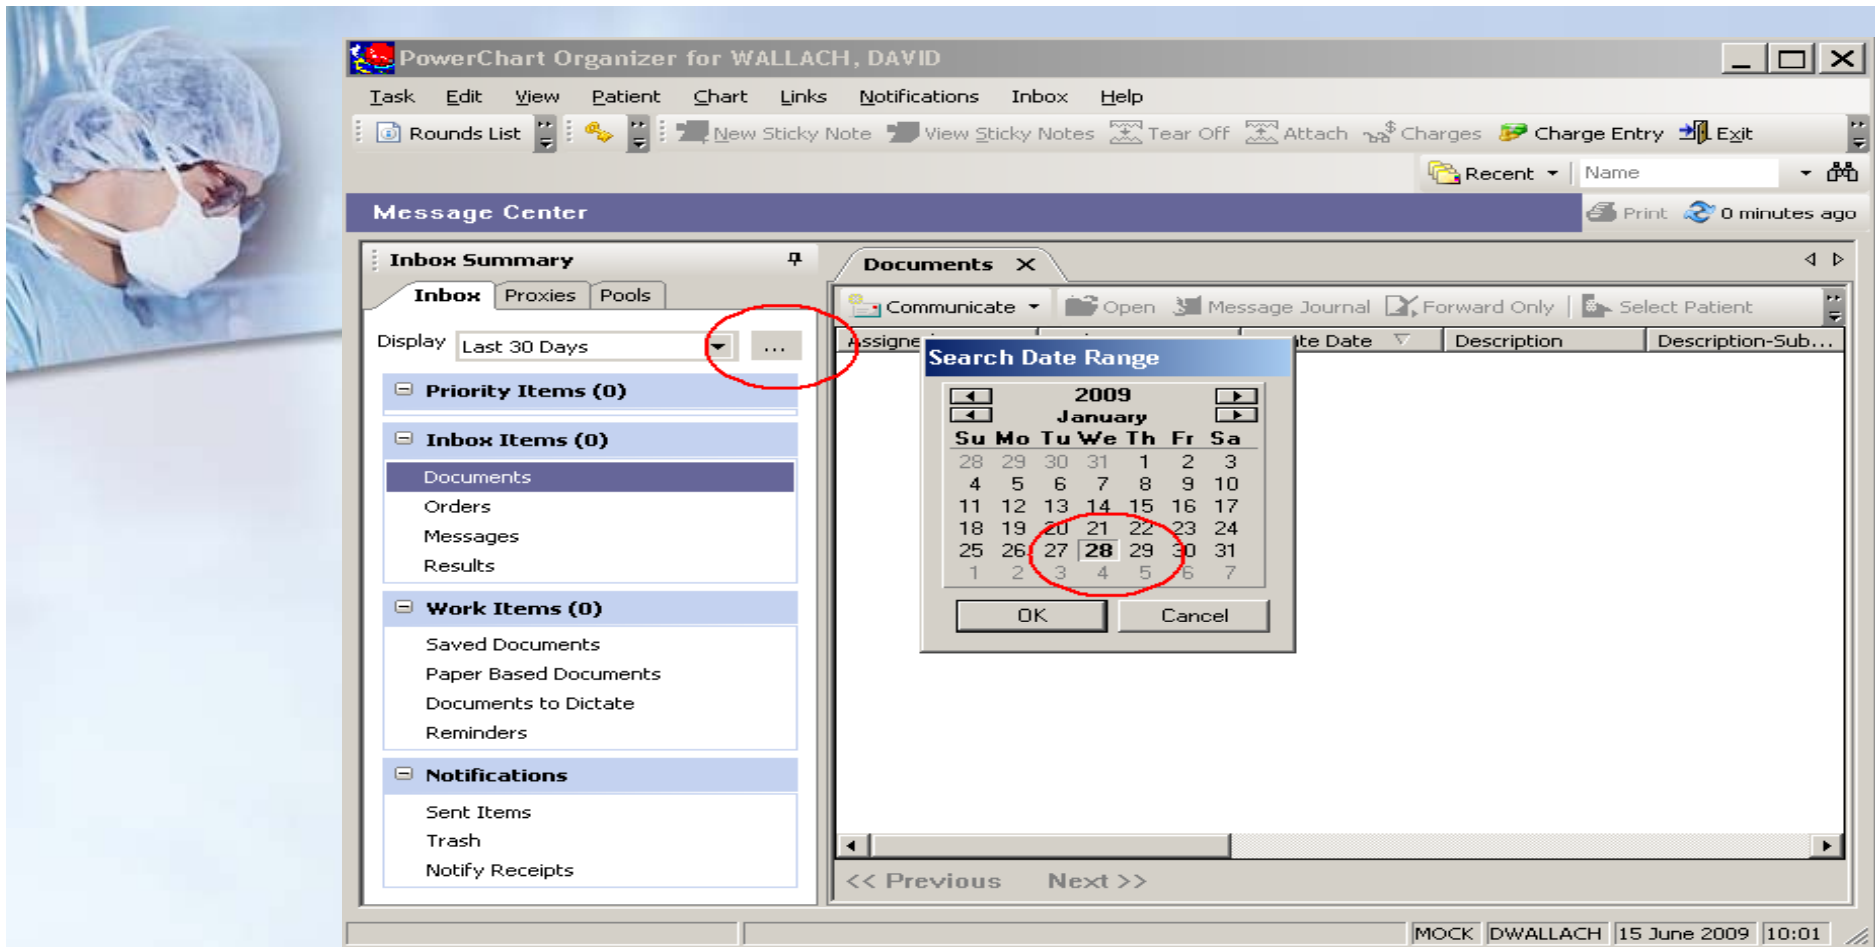 PowerChart Organizer for WALLACH, DAVID
Task Edit View Patient Chart Links Notifications Inbox Help
Rounds List New Sticky Note View Sticky Notes Tear Off Attach Charges Charge Entry Exit
Recent Name
Message Center Print 0 minutes ago
Inbox Summary
Inbox Proxies Pools
Display Last 30 Days ...
Priority Items (0)
Inbox Items (0)
Documents
Orders
Messages
Results
Work Items (0)
Saved Documents
Paper Based Documents
Documents to Dictate
Reminders
Notifications
Sent Items
Trash
Notify Receipts
Documents
Communicate Open Message Journal Forward Only Select Patient
Date Description Description-Sub...
Search Date Range
2009
January
Su Mo Tu We Th Fr Sa
28 29 30 31 1 2 3
4 5 6 7 8 9 10
11 12 13 14 15 16 17
18 19 20 21 22 23 24
25 26 27 28 29 30 31
1 2 3 4 5 6 7
OK Cancel
<< Previous Next >>
MOCK DWALLACH 15 June 2009 10:01